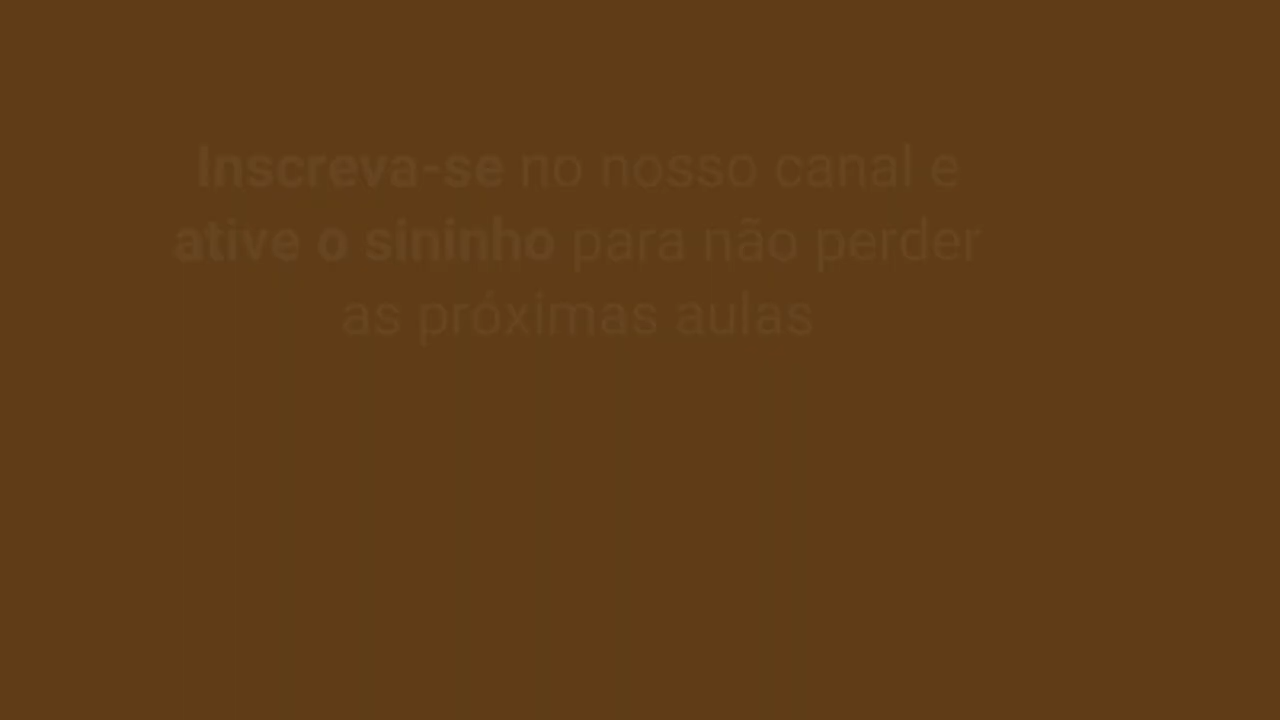 Inscreva-se no nosso canal e
ative o sininho para não perder
as próximas aulas